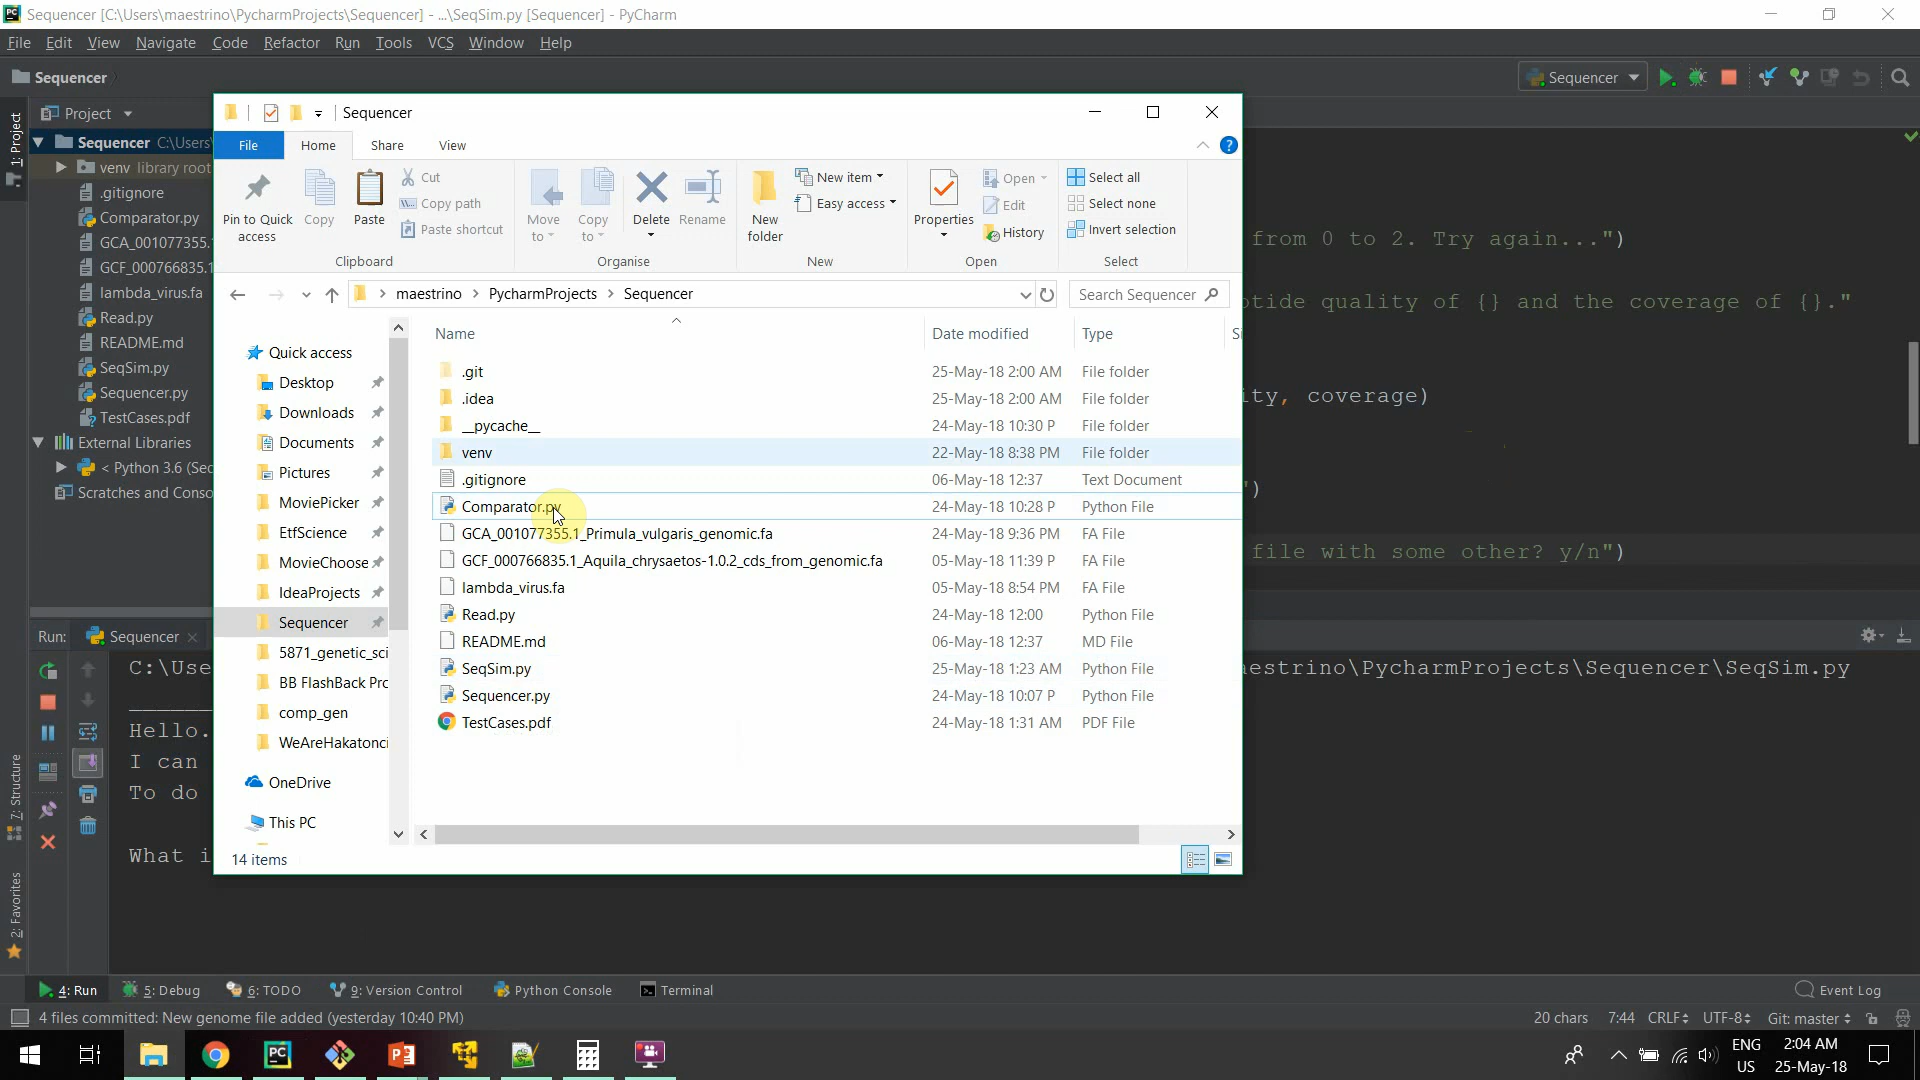 Sequencer [C:\Users\maestrino\PycharmProjects\Sequencer] - ...\SeqSim.py [Sequencer] - PyCharm
File Edit View Navigate Code Refactor Run Tools VCS Window Help
Sequencer
Sequencer
1: Project
Project
Sequencer C:\Users
venv library root
.gitignore
Comparator.py
GCA_001077355.1
GCF_000766835.1
lambda_virus.fa
Read.py
README.md
SeqSim.py
Sequencer.py
TestCases.pdf
External Libraries
< Python 3.6 (Sec
Scratches and Conso
Sequencer
File Home Share View
Pin to Quick access
Copy
Paste
Cut
Copy path
Paste shortcut
Clipboard
Move to
Copy to
Delete
Rename
Organise
New folder
New item
Easy access
New
Properties
Open
Edit
History
Open
Select all
Select none
Invert selection
Select
maestrino > PycharmProjects > Sequencer
Search Sequencer
Quick access
Desktop
Downloads
Documents
Pictures
MoviePicker
EtfScience
MovieChoose
IdeaProjects
Sequencer
5871_genetic_sci
BB FlashBack Prc
comp_gen
WeAreHakatonci
OneDrive
This PC
Name Date modified Type Si
.git 25-May-18 2:00 AM File folder
.idea 25-May-18 2:00 AM File folder
__pycache__ 24-May-18 10:30 P File folder
venv 22-May-18 8:38 PM File folder
.gitignore 06-May-18 12:37 Text Document
Comparator.py 24-May-18 10:28 P Python File
GCA_001077355.1_Primula_vulgaris_genomic.fa 24-May-18 9:36 PM FA File
GCF_000766835.1_Aquila_chrysaetos-1.0.2_cds_from_genomic.fa 05-May-18 11:39 P FA File
lambda_virus.fa 05-May-18 8:54 PM FA File
Read.py 24-May-18 12:00 Python File
README.md 06-May-18 12:37 MD File
SeqSim.py 25-May-18 1:23 AM Python File
Sequencer.py 24-May-18 10:07 P Python File
TestCases.pdf 24-May-18 1:31 AM PDF File
14 items
from 0 to 2. Try again...")
otide quality of {} and the coverage of {}."
ity, coverage)
")
file with some other? y/n")
Run: Sequencer
C:\Use
aestrino\PycharmProjects\Sequencer\SeqSim.py
Hello.
I can
To do
What i
7: Structure
2: Favorites
4: Run 5: Debug 6: TODO 9: Version Control Python Console Terminal Event Log
4 files committed: New genome file added (yesterday 10:40 PM)
20 chars 7:44 CRLF UTF-8 Git: master
ENG
US
2:04 AM
25-May-18